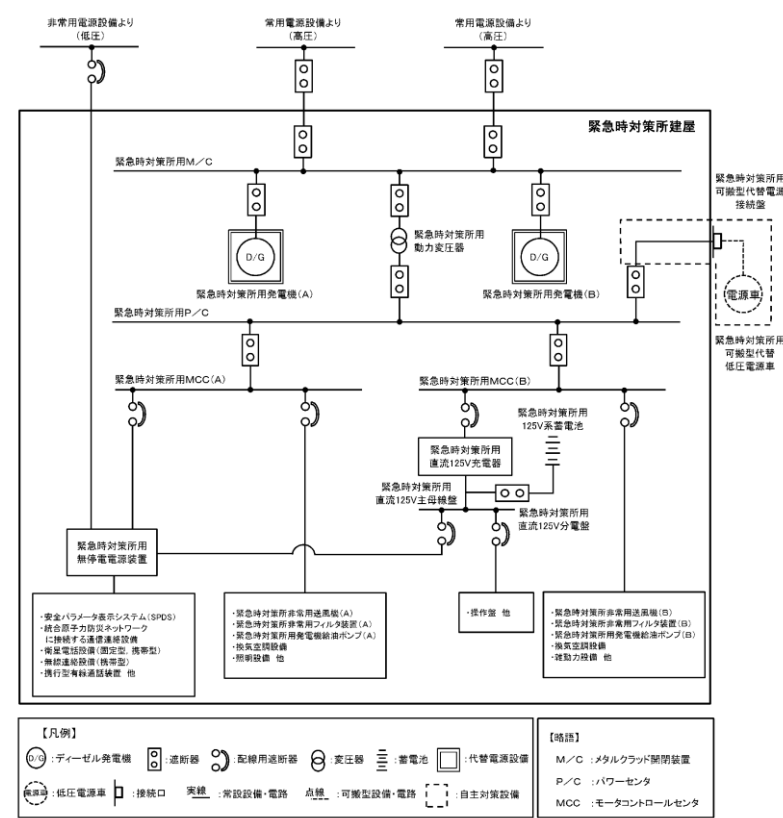 非常用電源設備より
(低圧)
常用電源設備より
(高圧)
常用電源設備より
(高圧)
緊急時対策所建屋
緊急時対策所用M/C
緊急時対策所用
可搬型代替電源
接続盤
緊急時対策所用
動力変圧器
D/G
D/G
電源車
緊急時対策所用発電機(A)
緊急時対策所用発電機(B)
緊急時対策所用P/C
緊急時対策所用
可搬型代替
低圧電源車
緊急時対策所用MCC(A)
緊急時対策所用MCC(B)
緊急時対策所用
125V系蓄電池
緊急時対策所用
直流125V充電器
緊急時対策所用
直流125V主母線盤
緊急時対策所用
直流125V分電盤
緊急時対策所用
無停電電源装置
・安全パラメータ表示システム(SPDS)
・統合原子力防災ネットワーク
に接続する通信連絡設備
・衛星電話設備(固定型,携帯型)
・無線連絡設備(携帯型)
・携行型有線通話装置 他
・緊急時対策所非常用送風機(A)
・緊急時対策所非常用フィルタ装置(A)
・緊急時対策所用発電機給油ポンプ(A)
・換気空調設備
・照明設備 他
・操作盤 他
・緊急時対策所非常用送風機(B)
・緊急時対策所非常用フィルタ装置(B)
・緊急時対策所用発電機給油ポンプ(B)
・換気空調設備
・雑動力設備 他
【凡例】
D/G :ディーゼル発電機 :遮断器 :配線用遮断器 :変圧器 :蓄電池 :代替電源設備
電源車 :低圧電源車 :接続口 実線 :常設設備・電路 点線 :可搬型設備・電路 :自主対策設備
【略語】
M/C :メタルクラッド開閉装置
P/C :パワーセンタ
MCC :モータコントロールセンタ